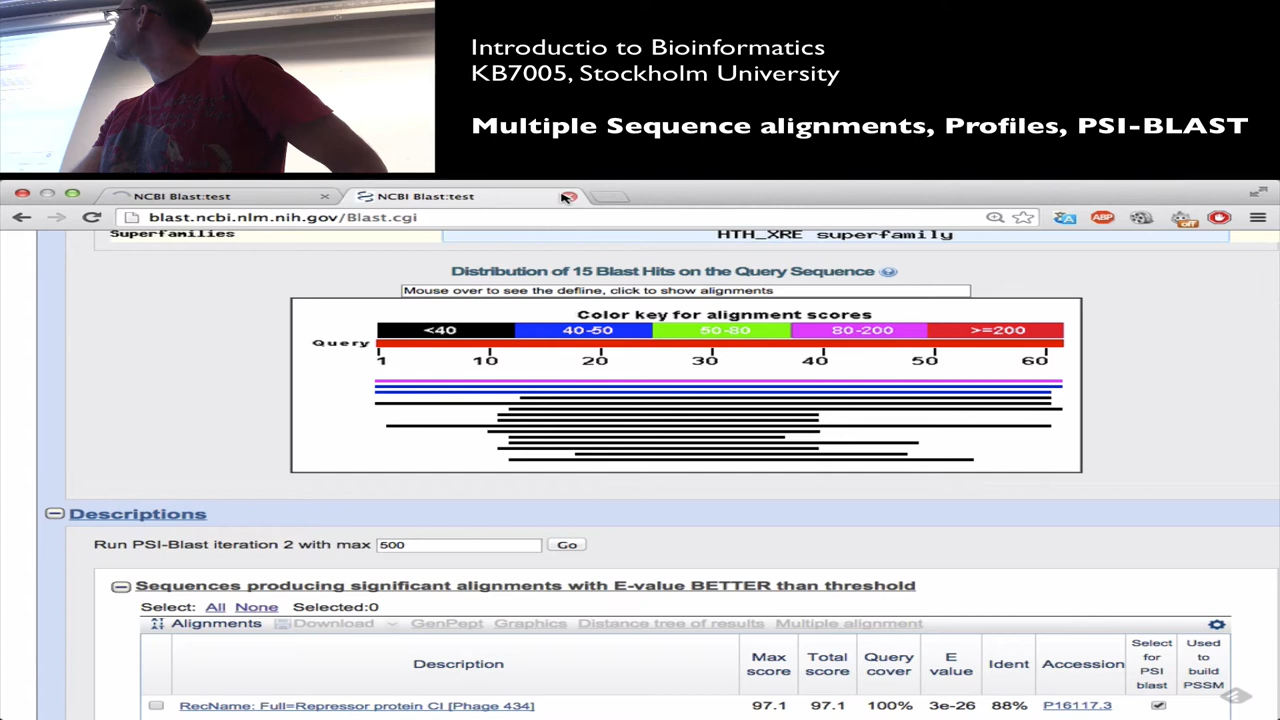 Introductio to Bioinformatics
KB7005, Stockholm University
Multiple Sequence alignments, Profiles, PSI-BLAST
NCBI Blast:test
NCBI Blast:test
blast.ncbi.nlm.nih.gov/Blast.cgi
ABP
off
Superfamilies HTH_XRE superfamily
Distribution of 15 Blast Hits on the Query Sequence
Mouse over to see the defline, click to show alignments
Color key for alignment scores
<40 40-50 50-80 80-200 >=200
Query
1 10 20 30 40 50 60
Descriptions
Run PSI-Blast iteration 2 with max 500 Go
Sequences producing significant alignments with E-value BETTER than threshold
Select: All None Selected:0
Alignments Download GenPept Graphics Distance tree of results Multiple alignment
Description Max score Total score Query cover E value Ident Accession Select for PSI blast Used to build PSSM
RecName: Full=Repressor protein CI [Phage 434] 97.1 97.1 100% 3e-26 88% P16117.3